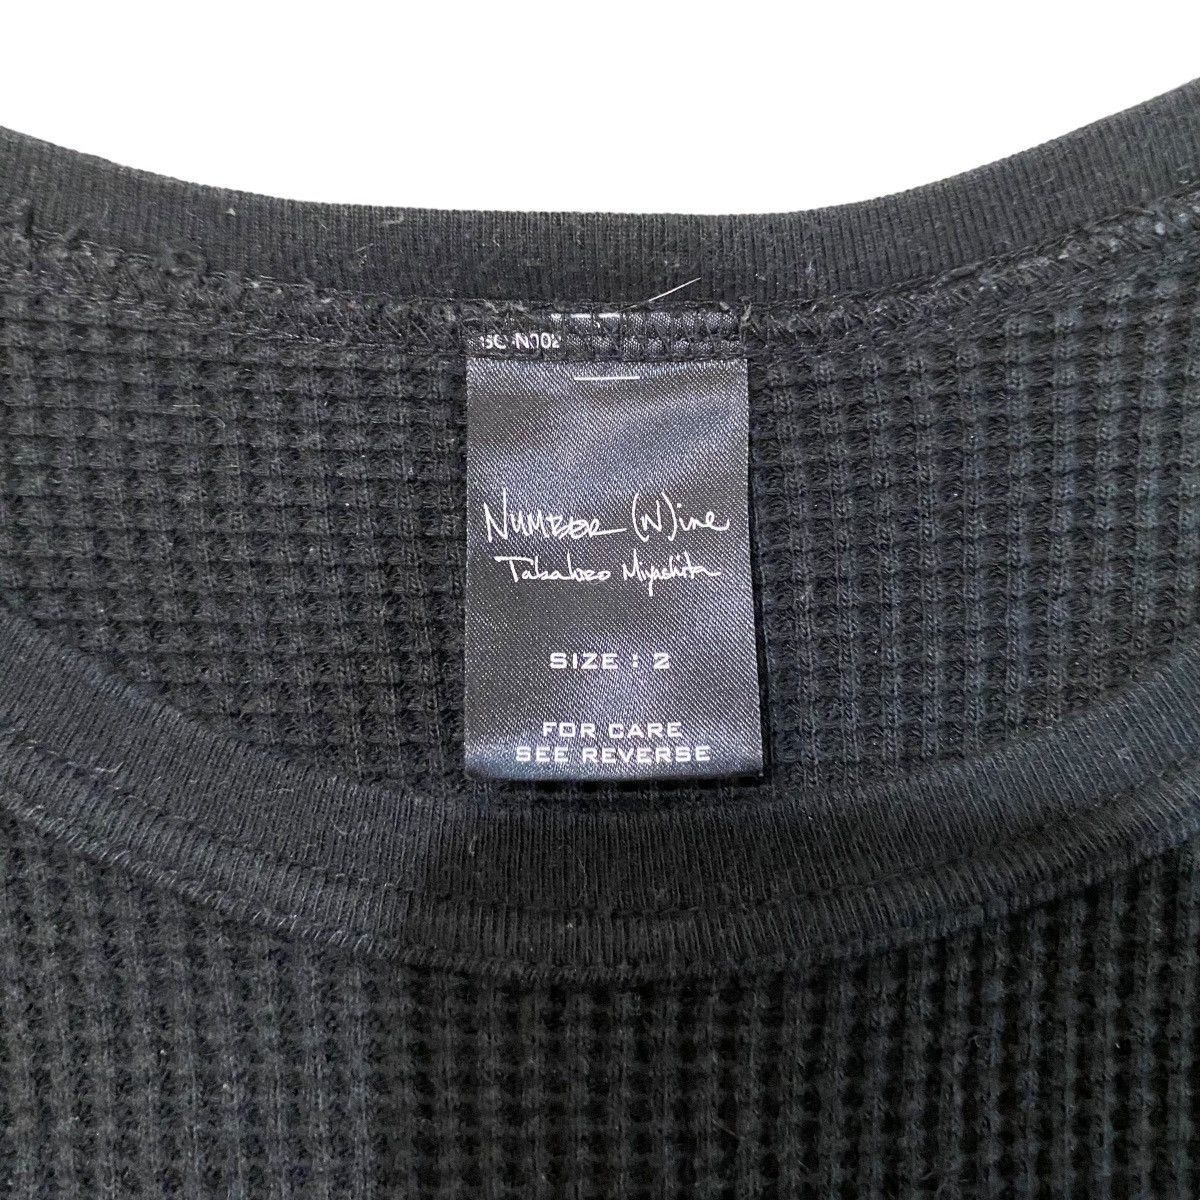 NUMBER (N)ine
Takahiro Miyashita
SIZE : 2
FOR CARE
SEE REVERSE